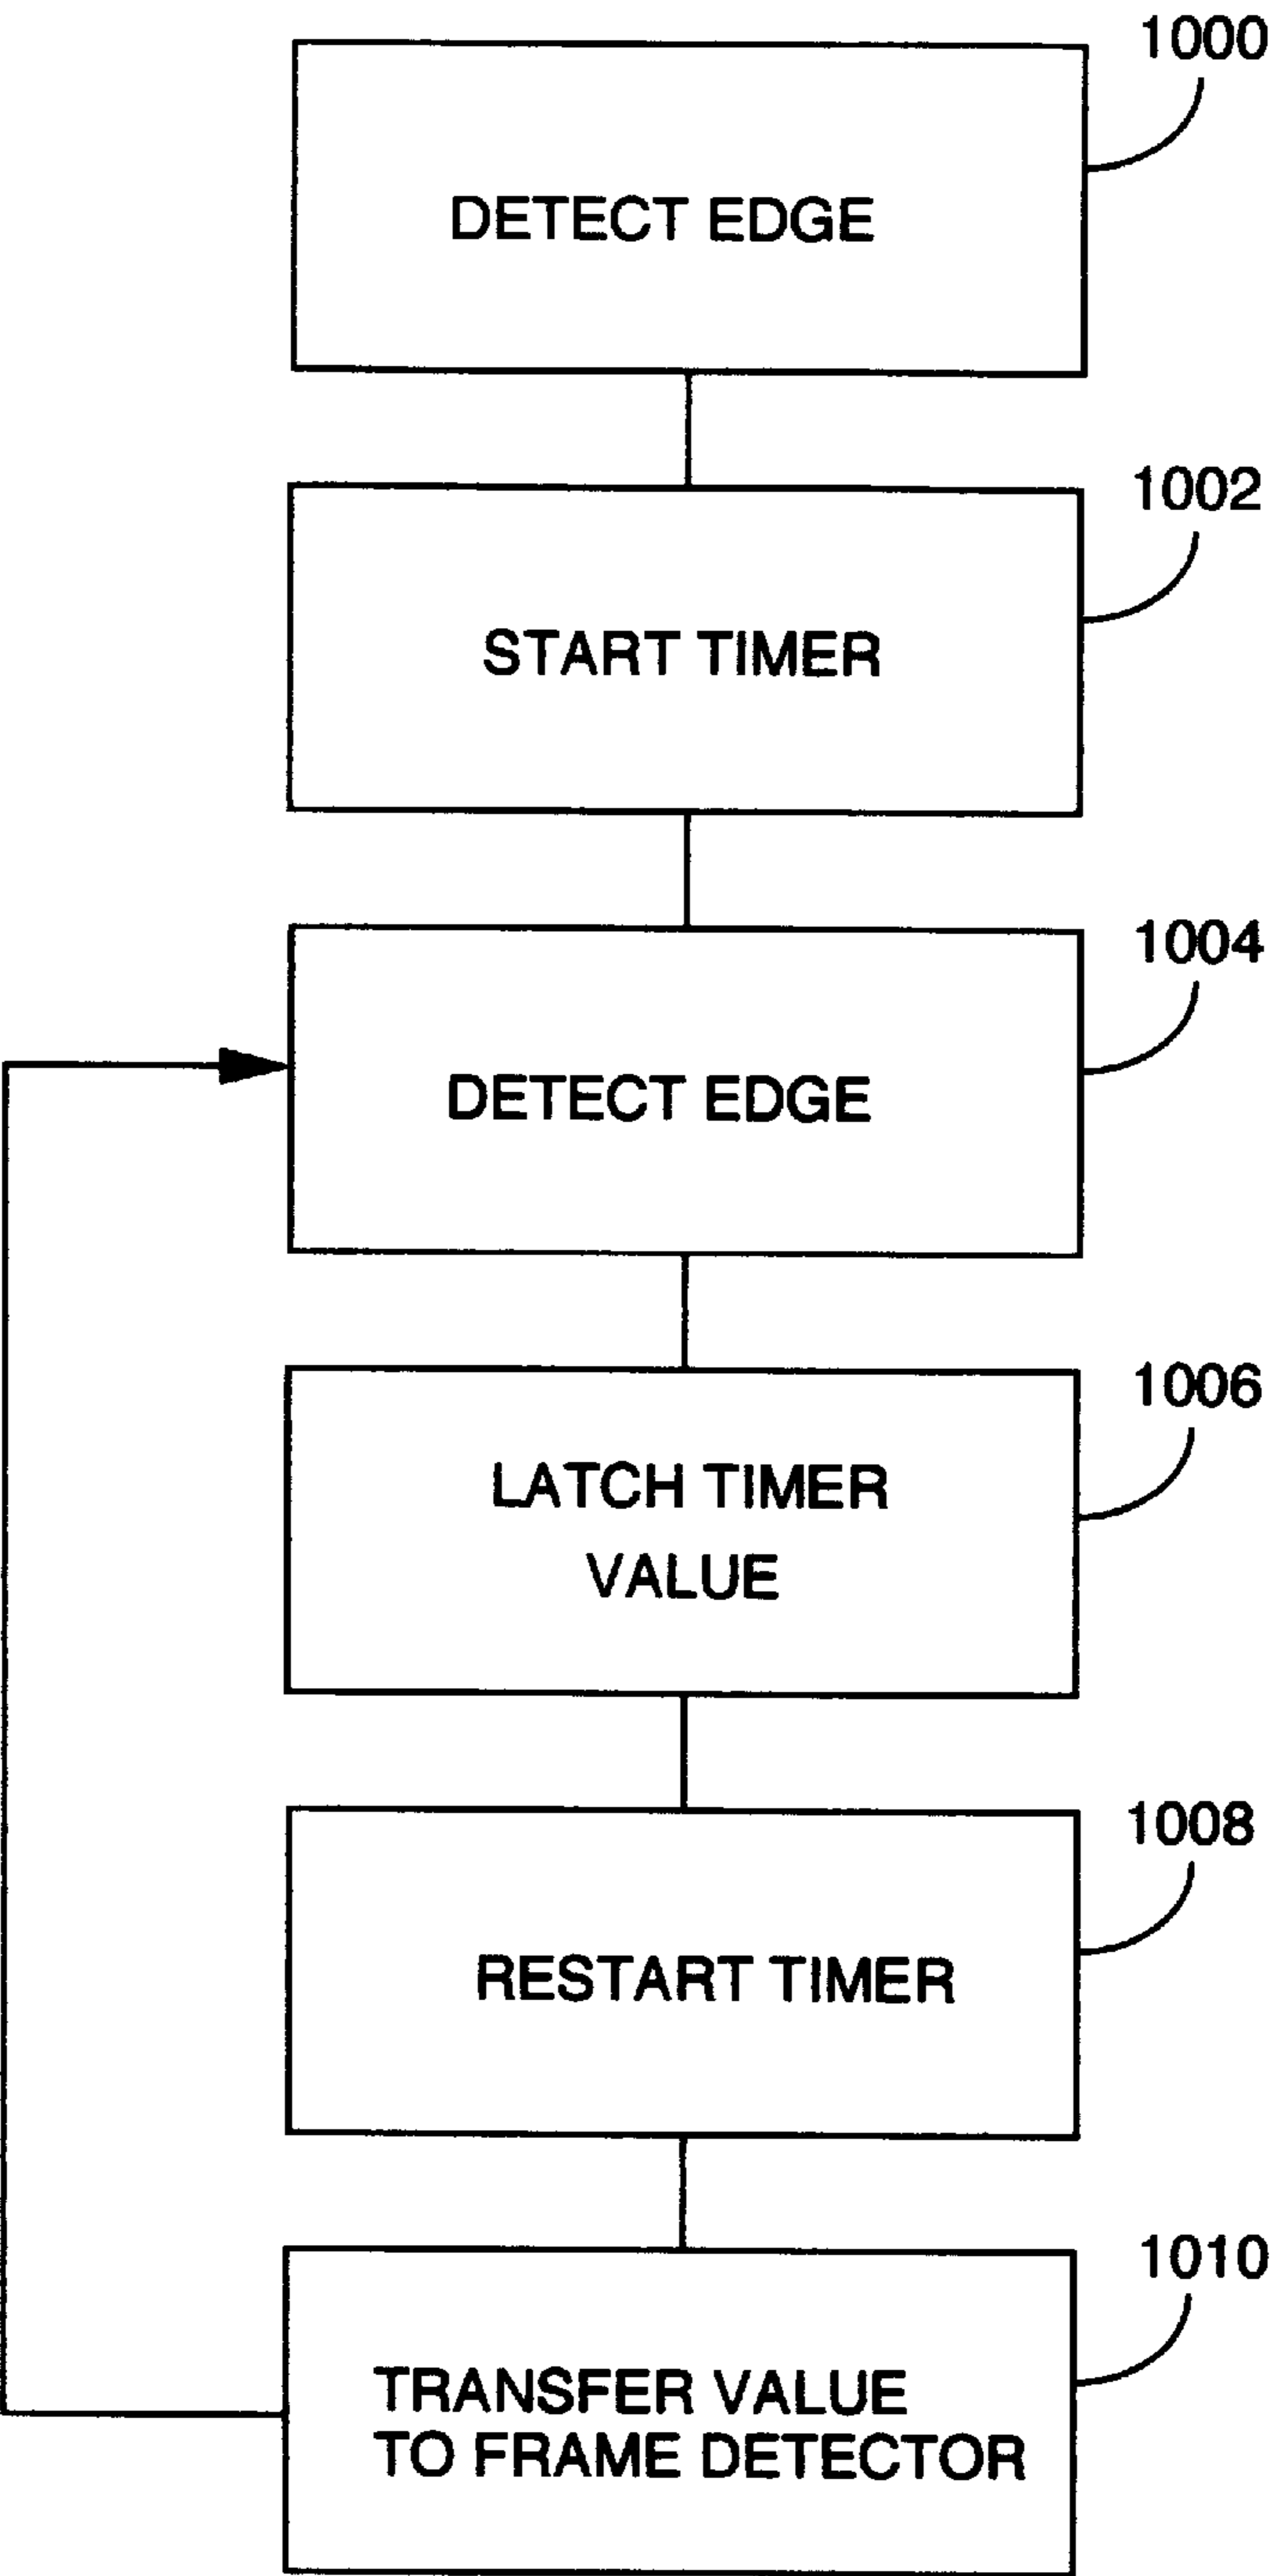 1000
DETECT EDGE
1002
START TIMER
1004
DETECT EDGE
1006
LATCH TIMER
VALUE
1008
RESTART TIMER
1010
TRANSFER VALUE
TO FRAME DETECTOR